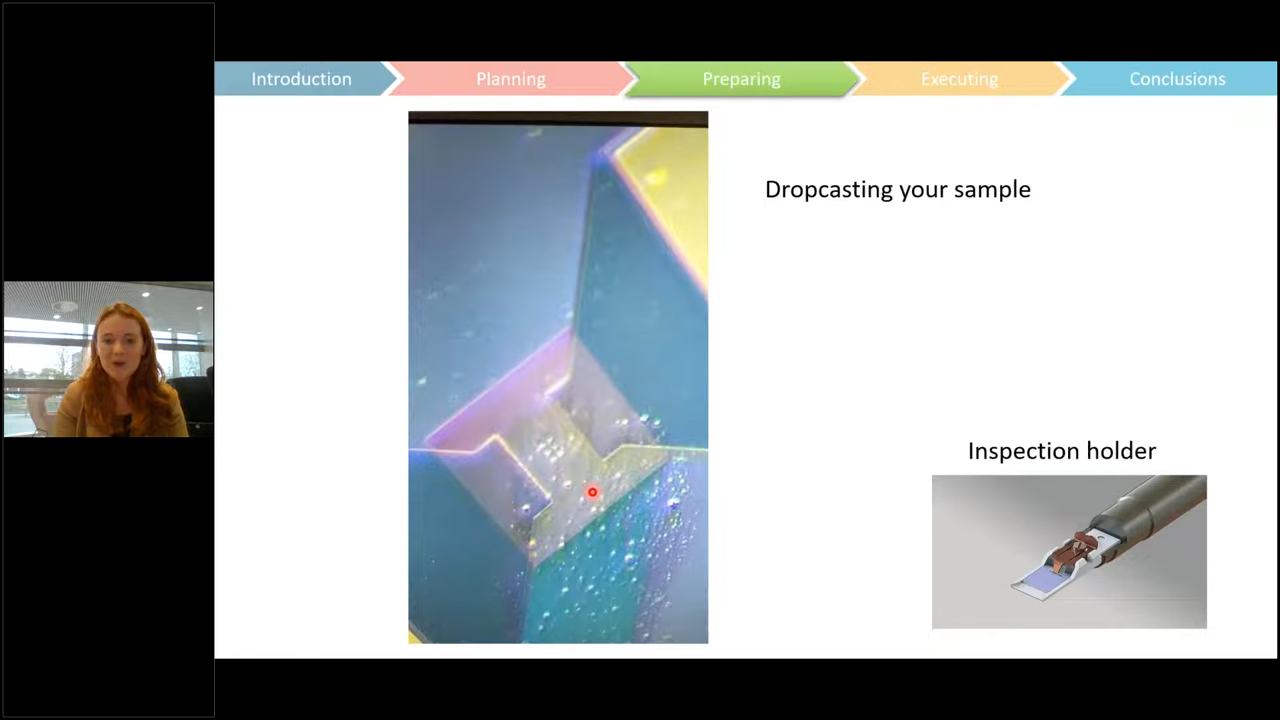 Introduction
Planning
Preparing
Executing
Conclusions
Dropcasting your sample
Inspection holder